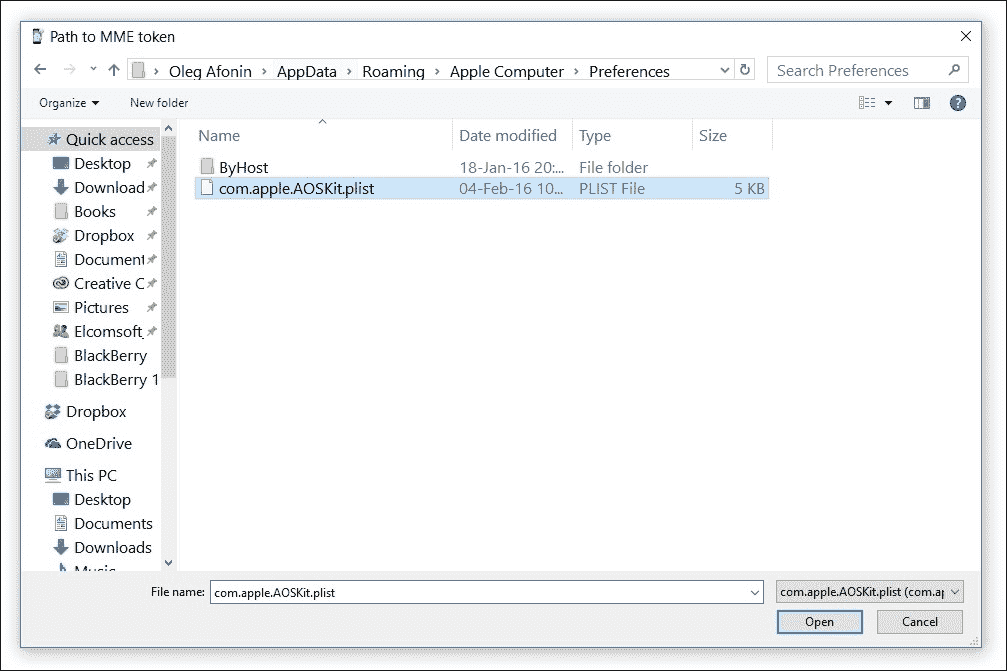 Path to MME token
Oleg Afonin › AppData › Roaming › Apple Computer › Preferences
Search Preferences
Organize
New folder
Name
Date modified
Type
Size
Quick access
Desktop
Download
Books
Dropbox
Document
Creative C
Pictures
Elcomsoft
BlackBerry
BlackBerry 1
Dropbox
OneDrive
This PC
Desktop
Documents
Downloads
Music
ByHost 18-Jan-16 20:... File folder
com.apple.AOSKit.plist 04-Feb-16 10... PLIST File 5 KB
File name: com.apple.AOSKit.plist
com.apple.AOSKit.plist (com.a
Open
Cancel